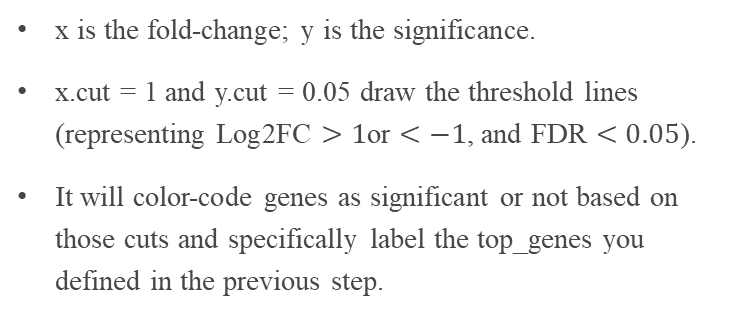 • x is the fold-change; y is the significance.
• x.cut = 1 and y.cut = 0.05 draw the threshold lines
(representing Log2FC > 1or < −1, and FDR < 0.05).
• It will color-code genes as significant or not based on
those cuts and specifically label the top_genes you
defined in the previous step.